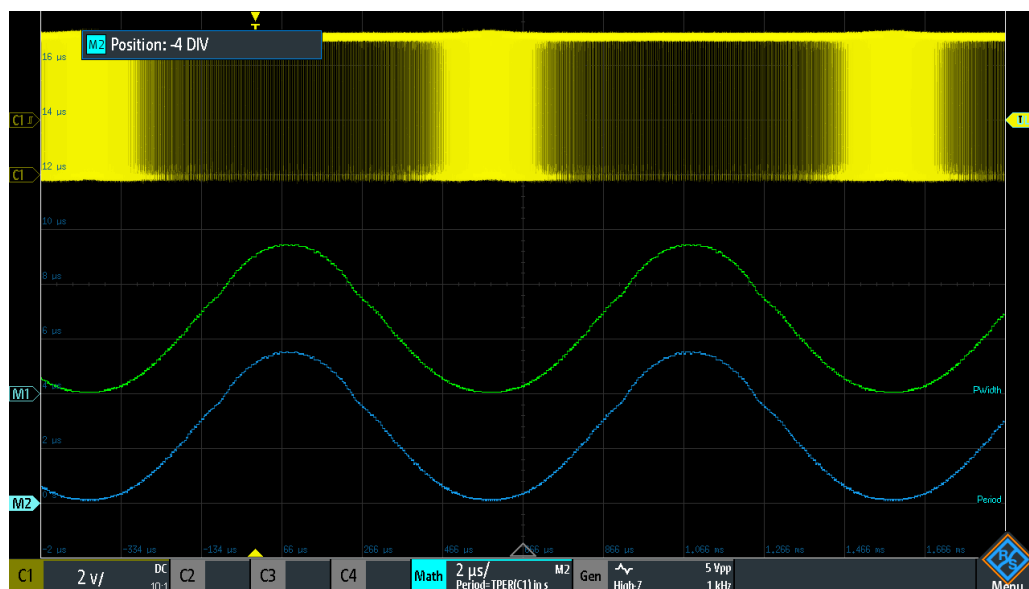 T
M2 Position: -4 DIV
16 µs
C1
14 µs
T
12 µs
C1
10 µs
8 µs
6 µs
M1
PWidth
2 µs
M2
Period
-2 µs -334 µs -134 µs 66 µs 266 µs 466 µs 666 µs 866 µs 1.066 ms 1.266 ms 1.466 ms 1.666 ms
C1 2 v/ DC 10:1 C2 C3 C4 Math 2 µs/ M2 Period=TPER(C1) in s Gen High-Z 5 Vpp 1 kHz Menu
R S